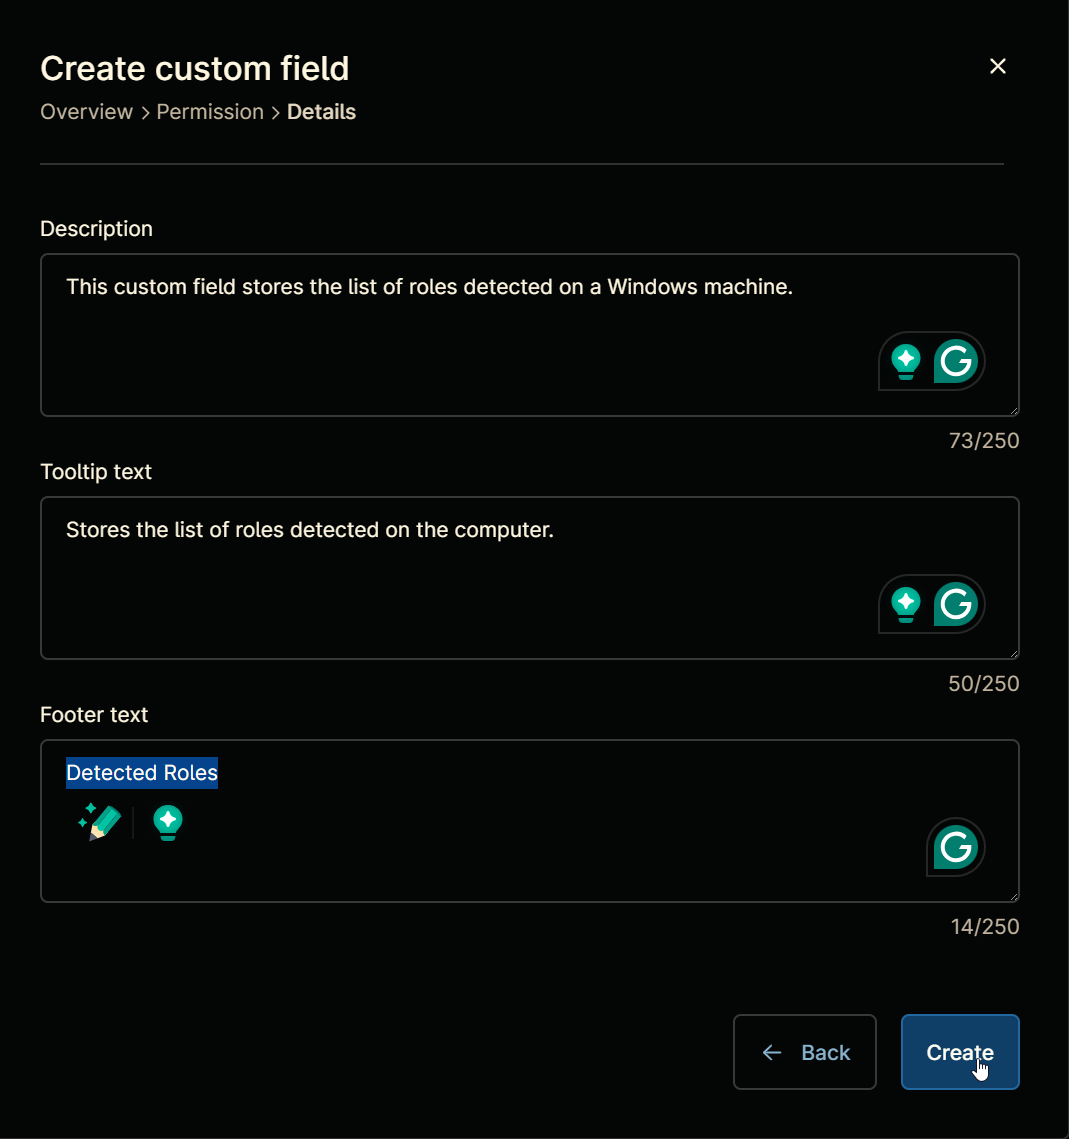 Create custom field
Overview > Permission > Details
Description
This custom field stores the list of roles detected on a Windows machine.
73/250
Tooltip text
Stores the list of roles detected on the computer.
50/250
Footer text
Detected Roles
14/250
Back
Create